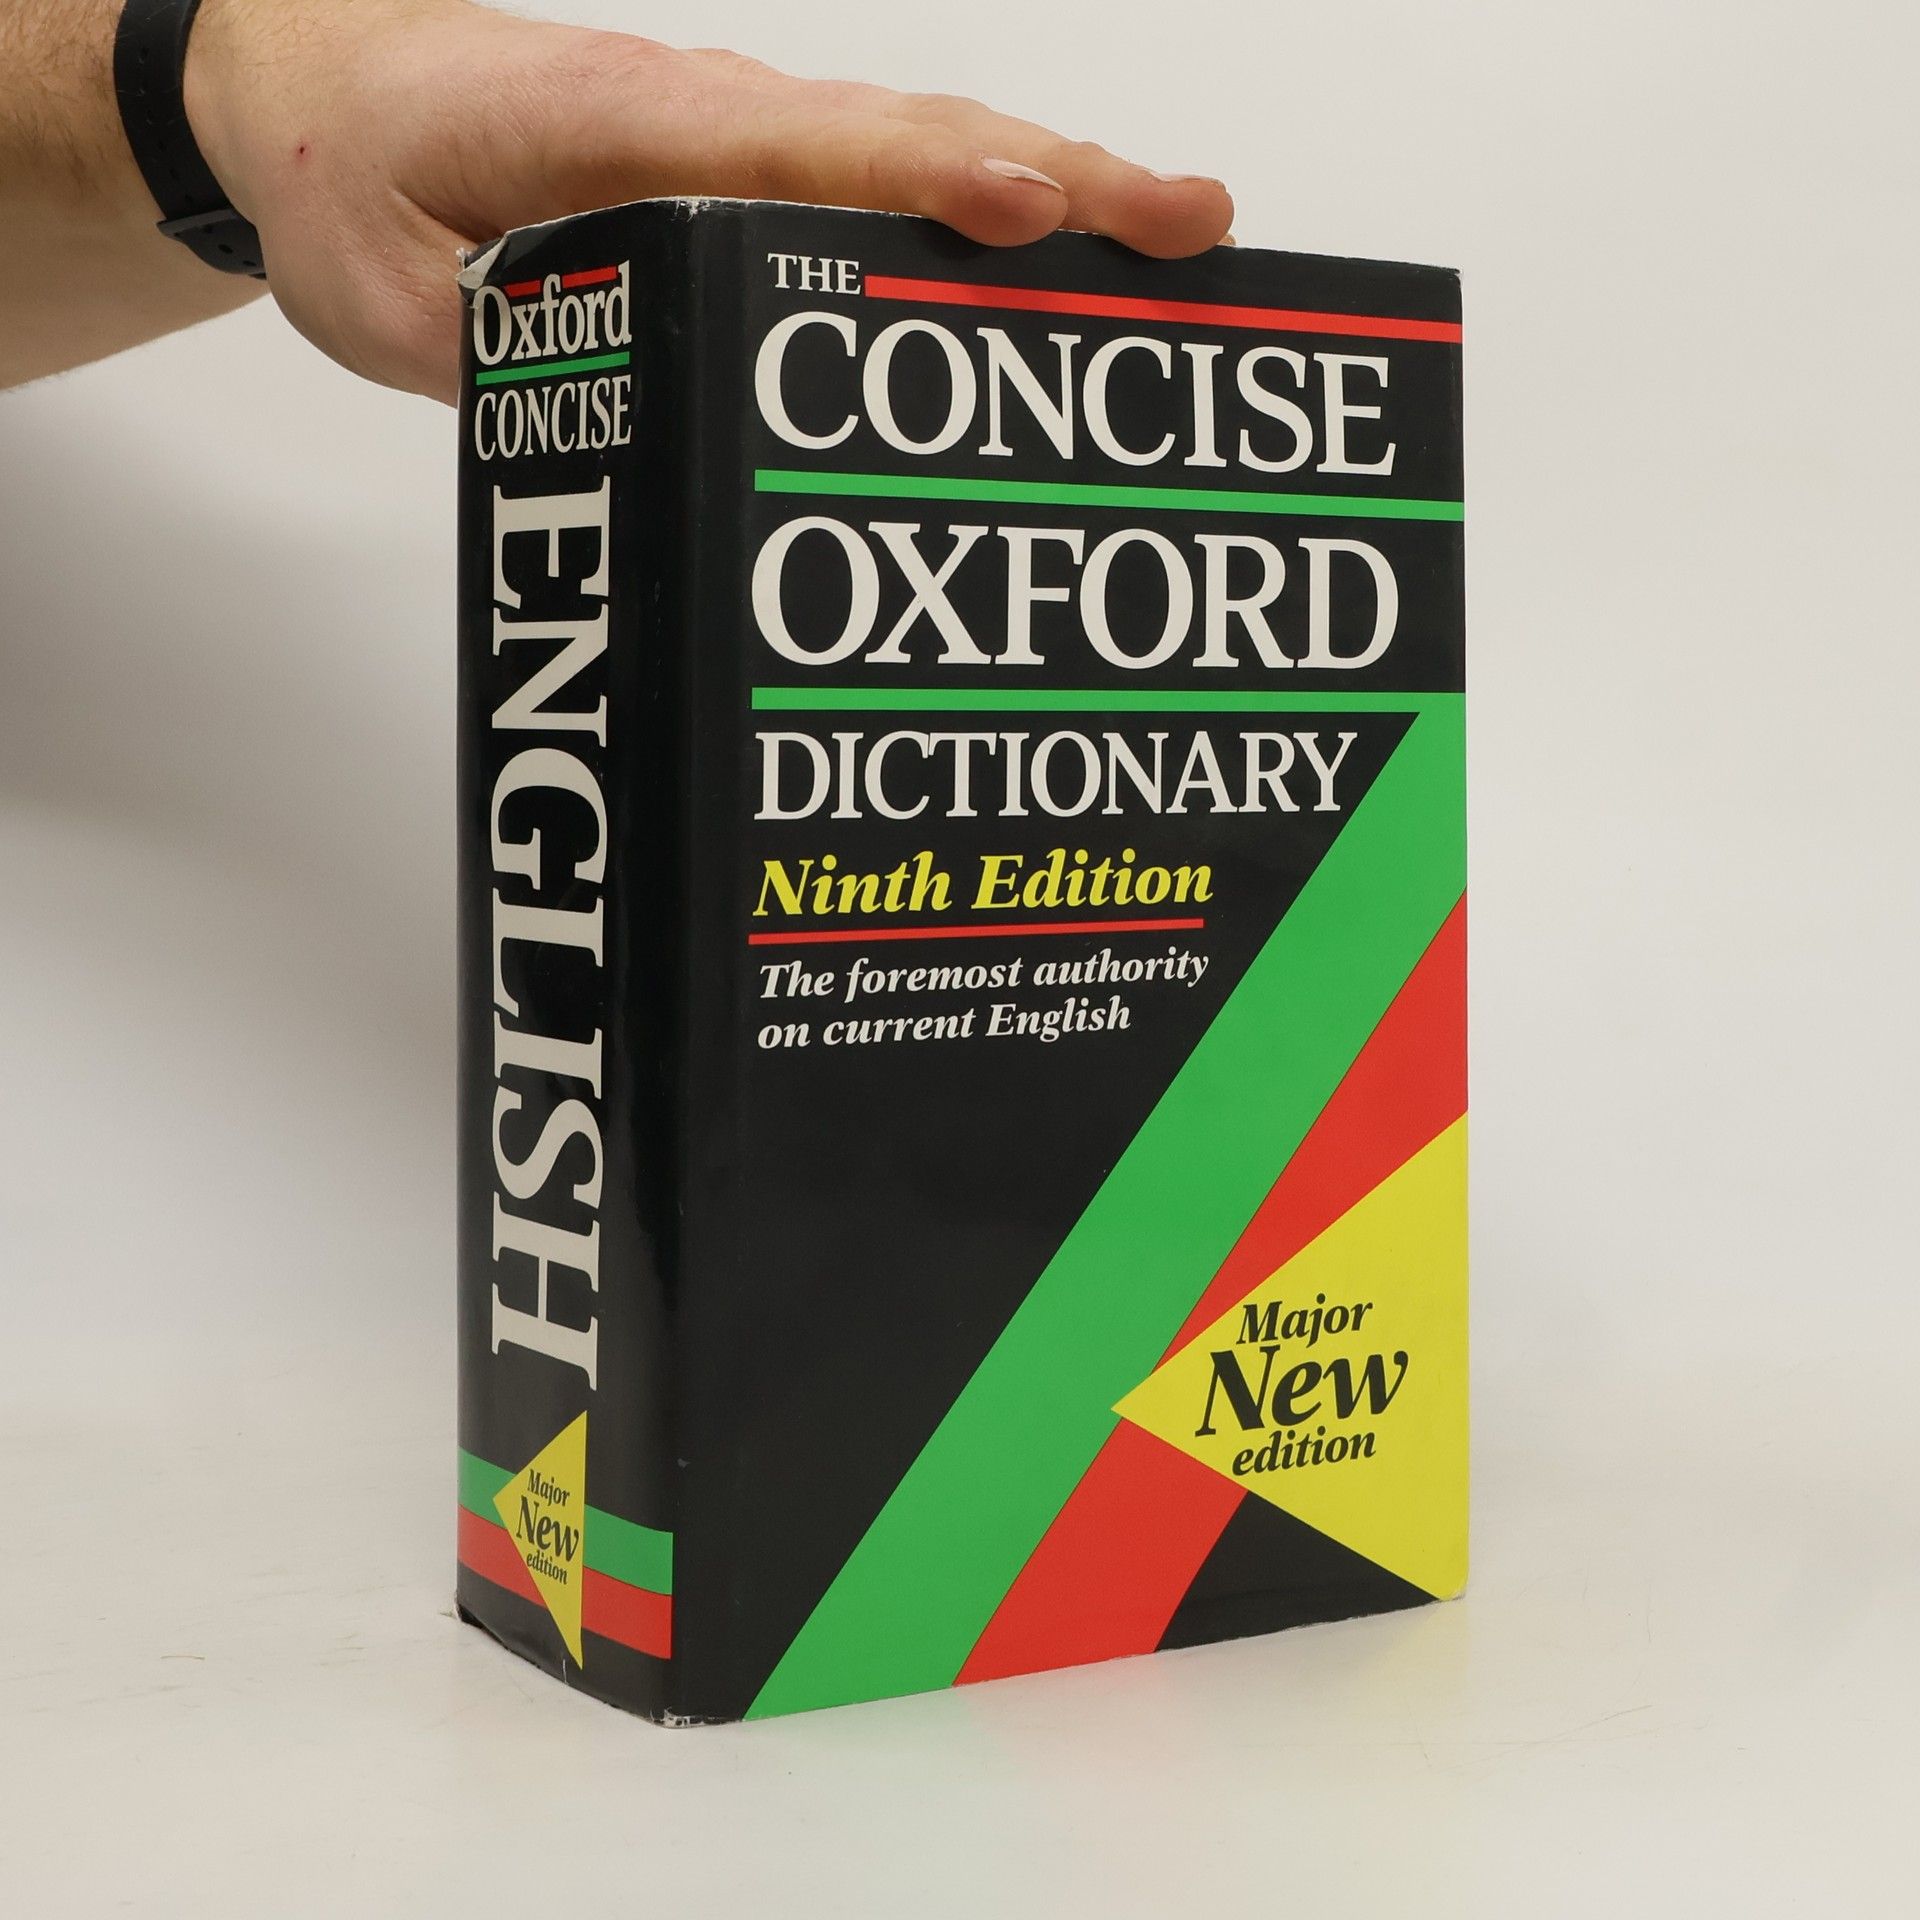 Oxford
CONCISE
ENGLISH
Major
New
edition
THE
CONCISE
OXFORD
DICTIONARY
Ninth Edition
The foremost authority
on current English
Major
New
edition